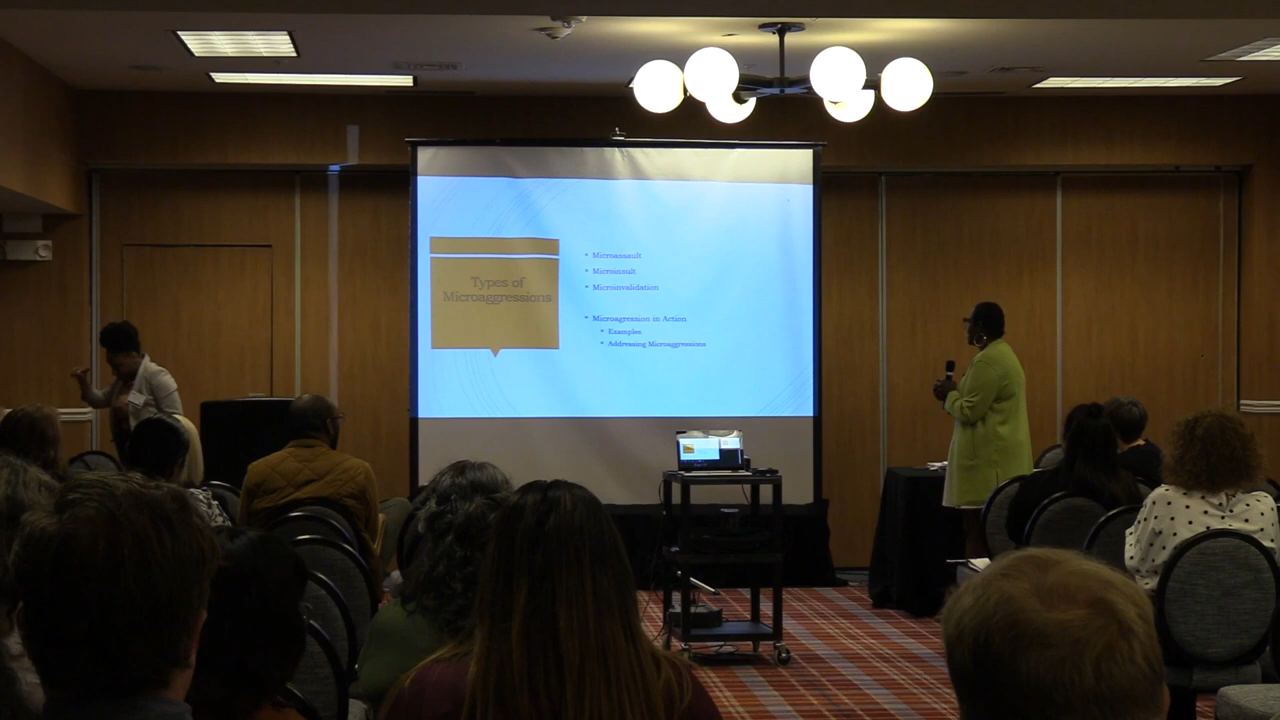 Types of
Microaggressions
Microassault
Microinsult
Microinvalidation
Microagression in Action
Examples
Addressing Microaggressions